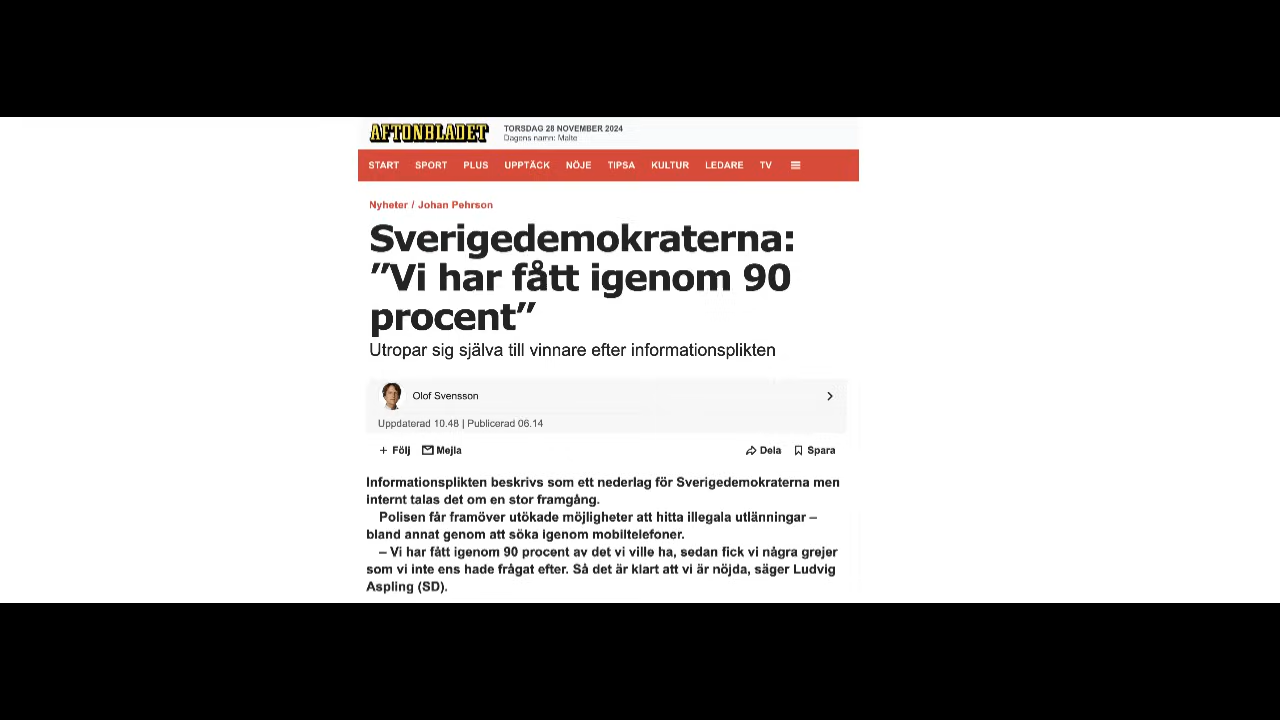 AFTONBLADET
TORSDAG 28 NOVEMBER 2024
Dagens namn: Malte
START SPORT PLUS UPPTÄCK NÖJE TIPSA KULTUR LEDARE TV
Nyheter / Johan Pehrson
Sverigedemokraterna:
”Vi har fått igenom 90
procent”
Utropar sig själva till vinnare efter informationsplikten
Olof Svensson
Uppdaterad 10.48 | Publicerad 06.14
+ Följ Mejla Dela Spara
Informationsplikten beskrivs som ett nederlag för Sverigedemokraterna men
internt talas det om en stor framgång.
Polisen får framöver utökade möjligheter att hitta illegala utlänningar –
bland annat genom att söka igenom mobiltelefoner.
– Vi har fått igenom 90 procent av det vi ville ha, sedan fick vi några grejer
som vi inte ens hade frågat efter. Så det är klart att vi är nöjda, säger Ludvig
Aspling (SD).